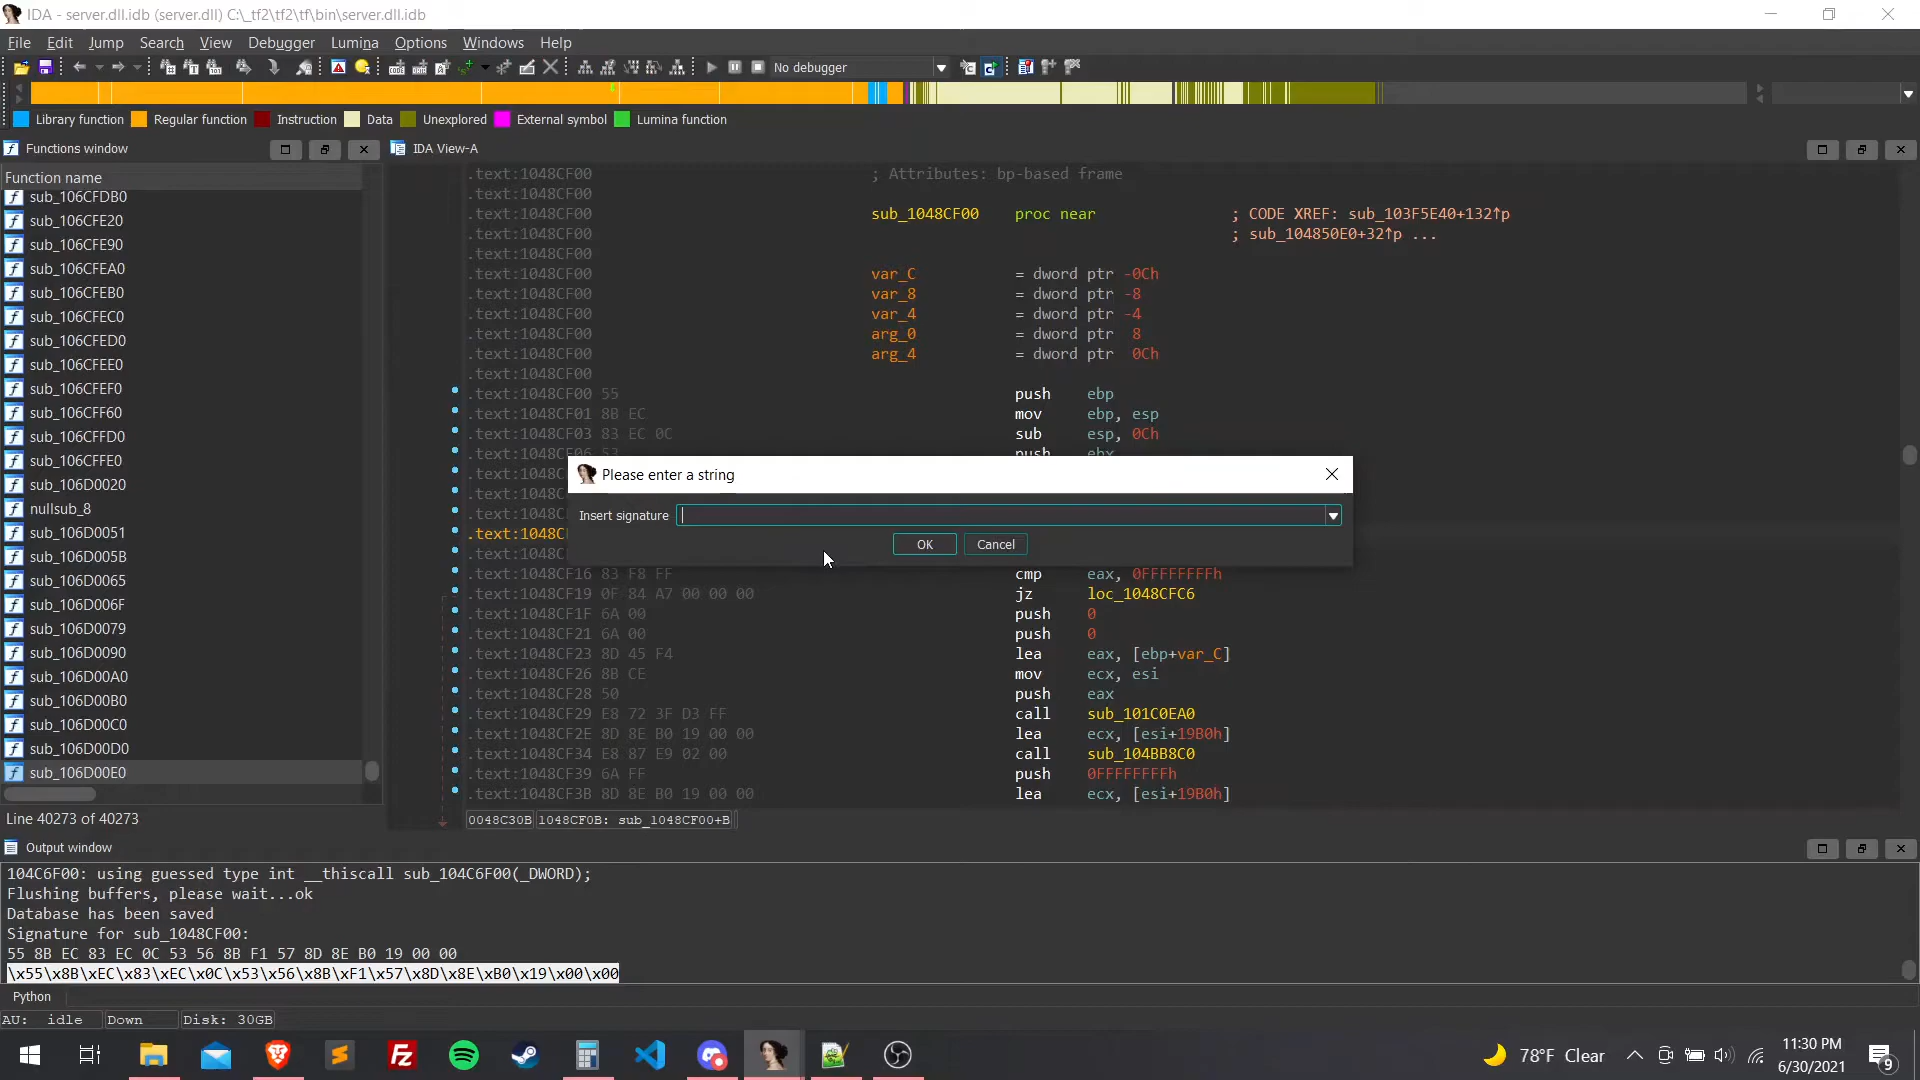 IDA - server.dll.idb (server.dll) C:\_tf2\tf2\tf\bin\server.dll.idb
File Edit Jump Search View Debugger Lumina Options Windows Help
No debugger
Library function Regular function Instruction Data Unexplored External symbol Lumina function
Functions window
Function name
sub_106CFDB0
sub_106CFE20
sub_106CFE90
sub_106CFEA0
sub_106CFEB0
sub_106CFEC0
sub_106CFED0
sub_106CFEE0
sub_106CFEF0
sub_106CFF60
sub_106CFFD0
sub_106CFFE0
sub_106D0020
nullsub_8
sub_106D0051
sub_106D005B
sub_106D0065
sub_106D006F
sub_106D0079
sub_106D0090
sub_106D00A0
sub_106D00B0
sub_106D00C0
sub_106D00D0
sub_106D00E0
Line 40273 of 40273
IDA View-A
.text:1048CF00 ; Attributes: bp-based frame
.text:1048CF00
.text:1048CF00 sub_1048CF00 proc near ; CODE XREF: sub_103F5E40+132↑p
.text:1048CF00 ; sub_104850E0+32↑p ...
.text:1048CF00
.text:1048CF00 var_C = dword ptr -0Ch
.text:1048CF00 var_8 = dword ptr -8
.text:1048CF00 var_4 = dword ptr -4
.text:1048CF00 arg_0 = dword ptr 8
.text:1048CF00 arg_4 = dword ptr 0Ch
.text:1048CF00
.text:1048CF00 55 push ebp
.text:1048CF01 8B EC mov ebp, esp
.text:1048CF03 83 EC 0C sub esp, 0Ch
.text:1048CF06 53 push ebx
.text:1048CF
.text:1048CF
.text:1048CF
.text:1048CF
Please enter a string
Insert signature
OK Cancel
.text:1048CF16 83 F8 FF cmp eax, 0FFFFFFFFh
.text:1048CF19 0F 84 A7 00 00 00 jz loc_1048CFC6
.text:1048CF1F 6A 00 push 0
.text:1048CF21 6A 00 push 0
.text:1048CF23 8D 45 F4 lea eax, [ebp+var_C]
.text:1048CF26 8B CE mov ecx, esi
.text:1048CF28 50 push eax
.text:1048CF29 E8 72 3F D3 FF call sub_101C0EA0
.text:1048CF2E 8D 8E B0 19 00 00 lea ecx, [esi+19B0h]
.text:1048CF34 E8 87 E9 02 00 call sub_104BB8C0
.text:1048CF39 6A FF push 0FFFFFFFFh
.text:1048CF3B 8D 8E B0 19 00 00 lea ecx, [esi+19B0h]
0048C30B 1048CF0B: sub_1048CF00+B
Output window
104C6F00: using guessed type int __thiscall sub_104C6F00(_DWORD);
Flushing buffers, please wait...ok
Database has been saved
Signature for sub_1048CF00:
55 8B EC 83 EC 0C 53 56 8B F1 57 8D 8E B0 19 00 00
\x55\x8B\xEC\x83\xEC\x0C\x53\x56\x8B\xF1\x57\x8D\x8E\xB0\x19\x00\x00
Python
AU: idle Down Disk: 30GB
78°F Clear
11:30 PM
6/30/2021
9